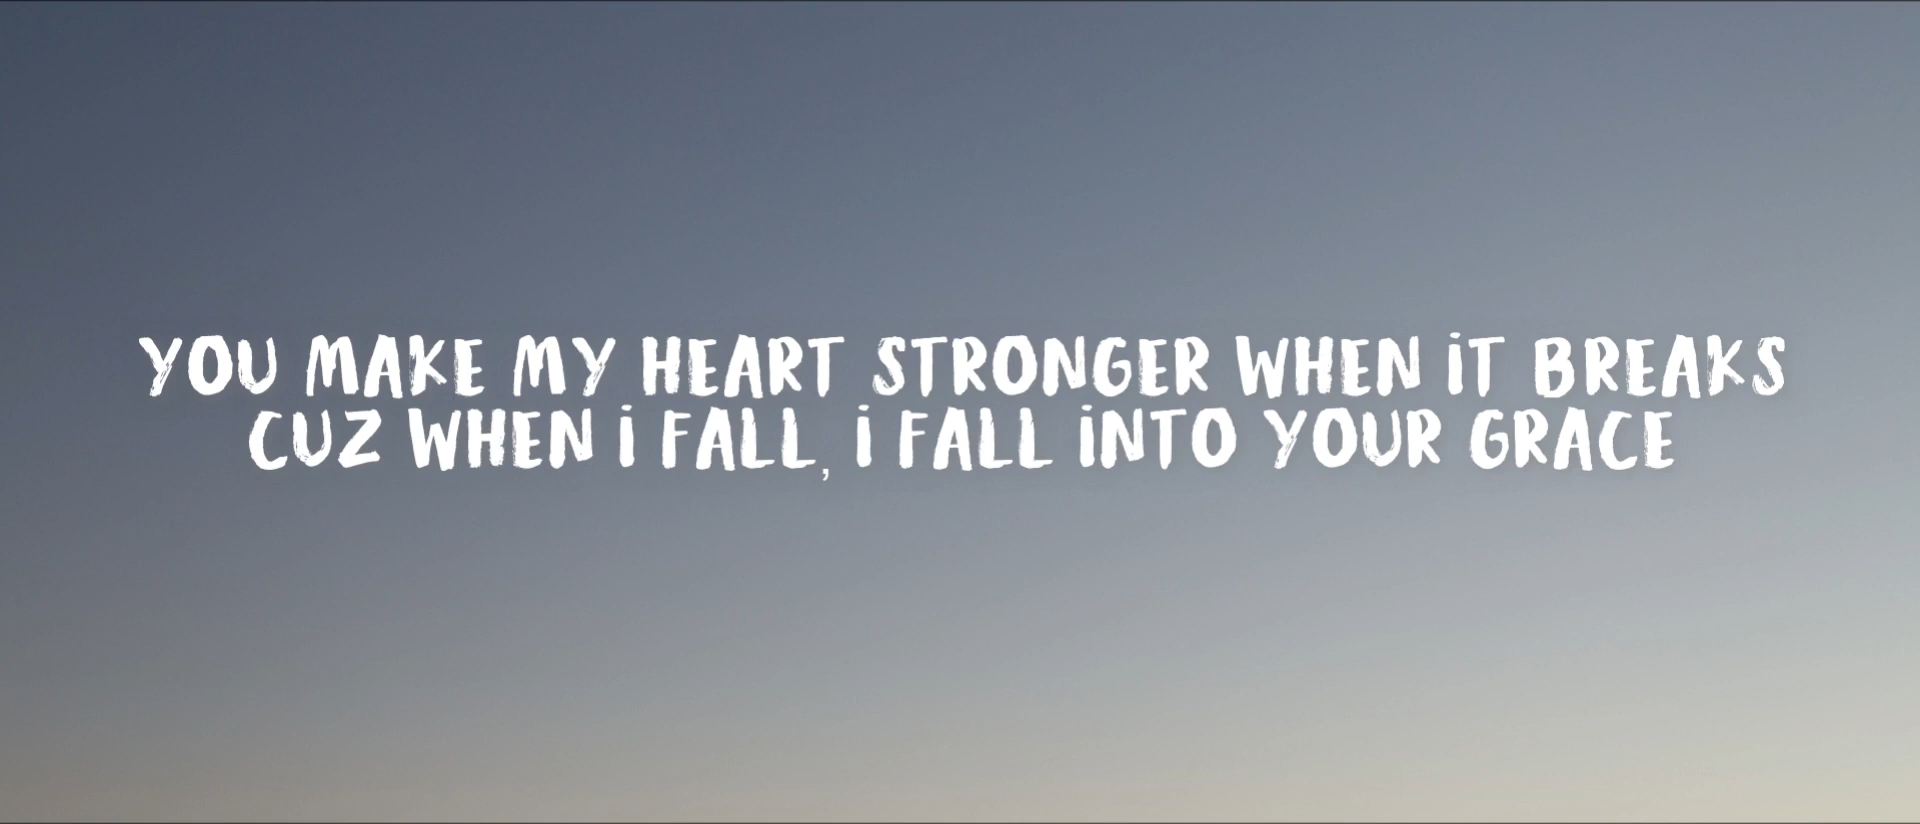 YOU MAKE MY HEART STRONGER WHEN iT BREAKS
CUZ WHEN i FALL, i FALL iNTO YOUR GRACE